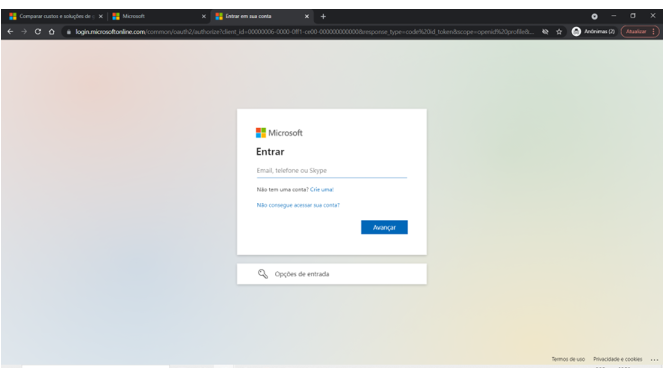 Comparar custos e soluções de
Microsoft
Entrar em sua conta
login.microsoftonline.com/common/oauth2/authorize?client_id=00000006-0000-0ff1-ce00-000000000000&response_type=code%20id_token&scope=openid%20profile&...
Anônimas (2)
Atualizar
Microsoft
Entrar
Email, telefone ou Skype
Não tem uma conta? Crie uma!
Não consegue acessar sua conta?
Avançar
Opções de entrada
Termos de uso Privacidade e cookies ...